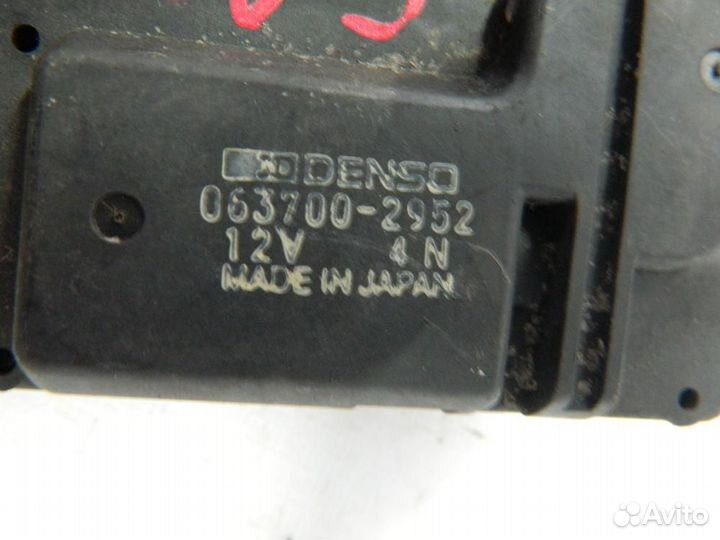 DENSO
063700-2952
12V 4N
MADE IN JAPAN
Avito